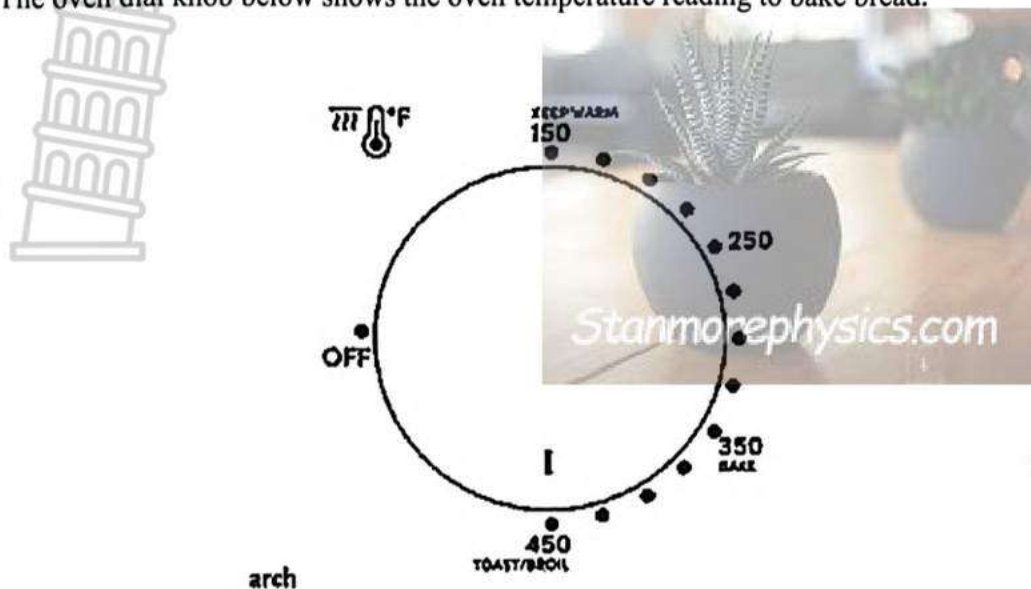 The oven dial knob below shows the oven temperature reading to bake bread.
°F
KEEP WARM
150
250
Stanmorephysics.com
OFF
350
BAKE
450
TOAST/BROIL
arch